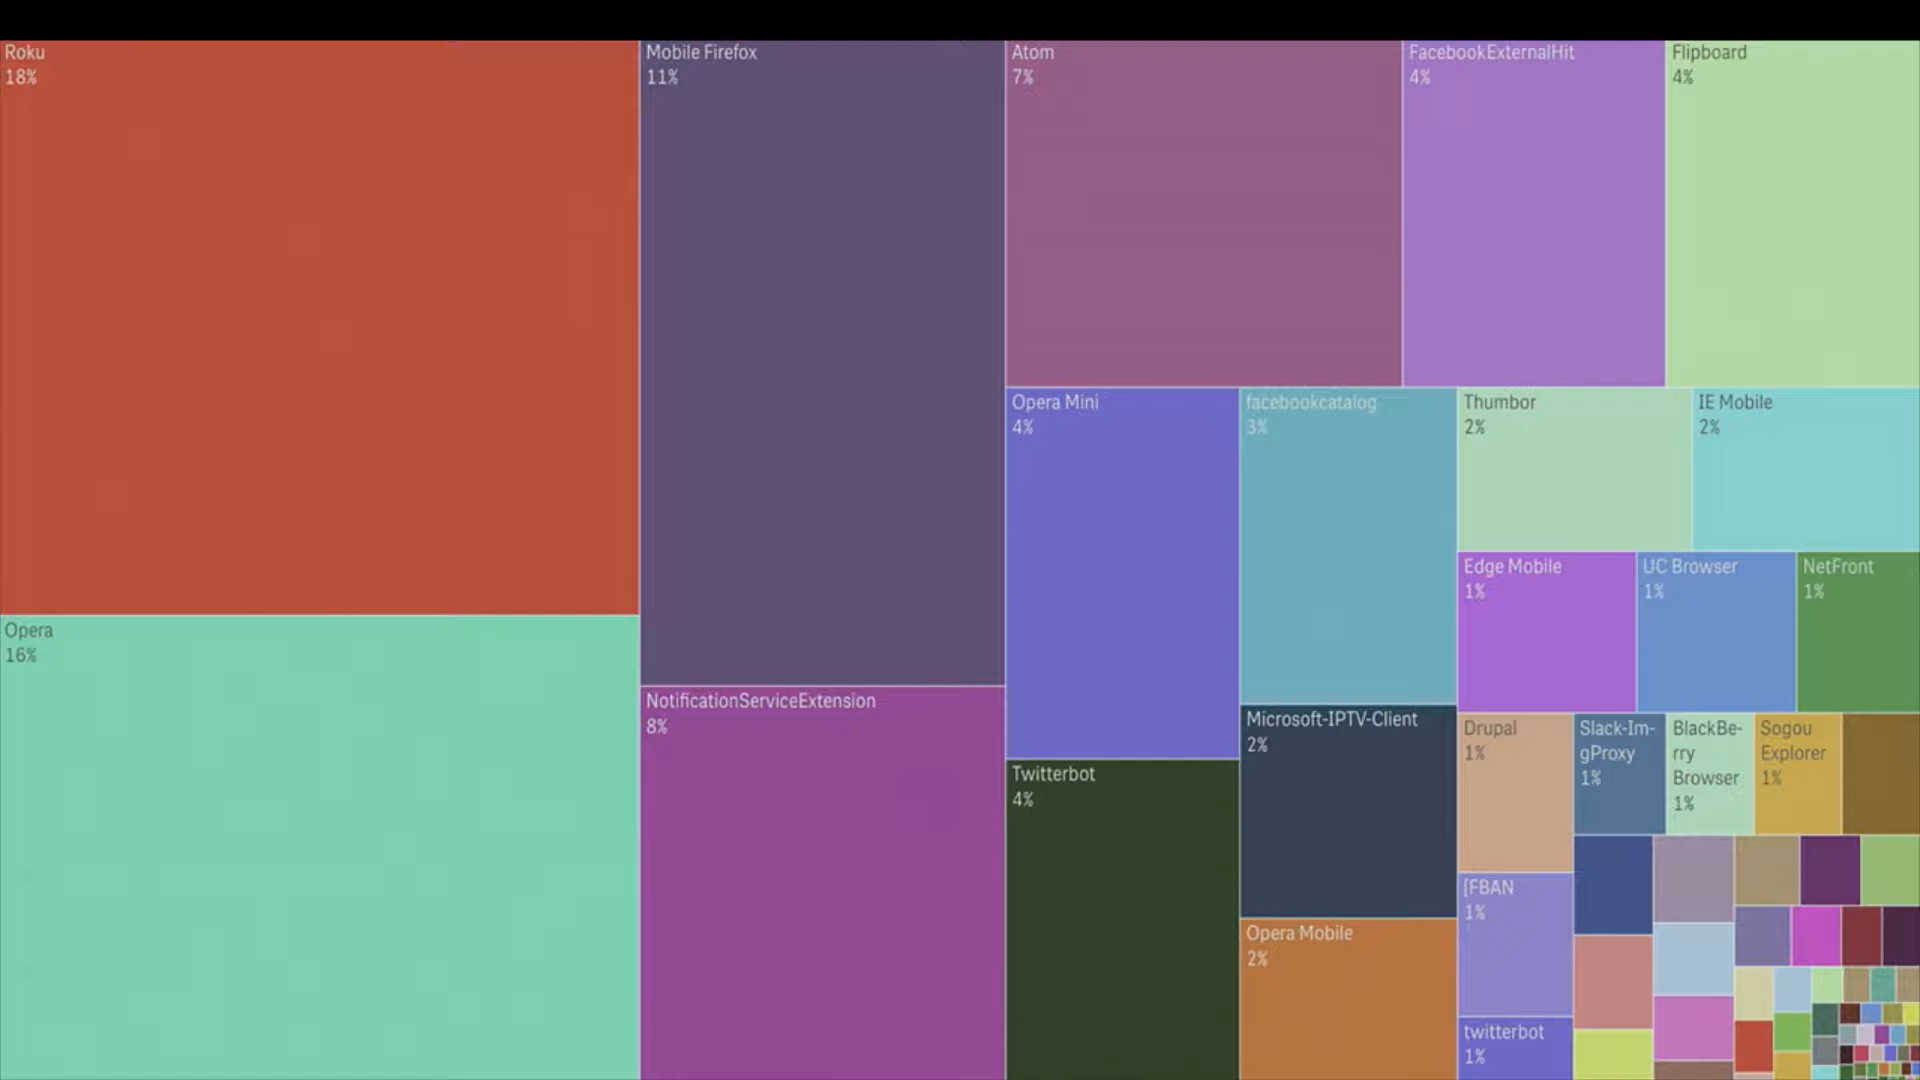 Roku
18%
Opera
16%
Mobile Firefox
11%
NotificationServiceExtension
8%
Atom
7%
FacebookExternalHit
4%
Flipboard
4%
Opera Mini
4%
Twitterbot
4%
facebookcatalog
3%
Microsoft-IPTV-Client
2%
Opera Mobile
2%
Thumbor
2%
IE Mobile
2%
Edge Mobile
1%
UC Browser
1%
NetFront
1%
Drupal
1%
Slack-Im-
gProxy
1%
BlackBe-
rry
Browser
1%
Sogou
Explorer
1%
[FBAN
1%
twitterbot
1%